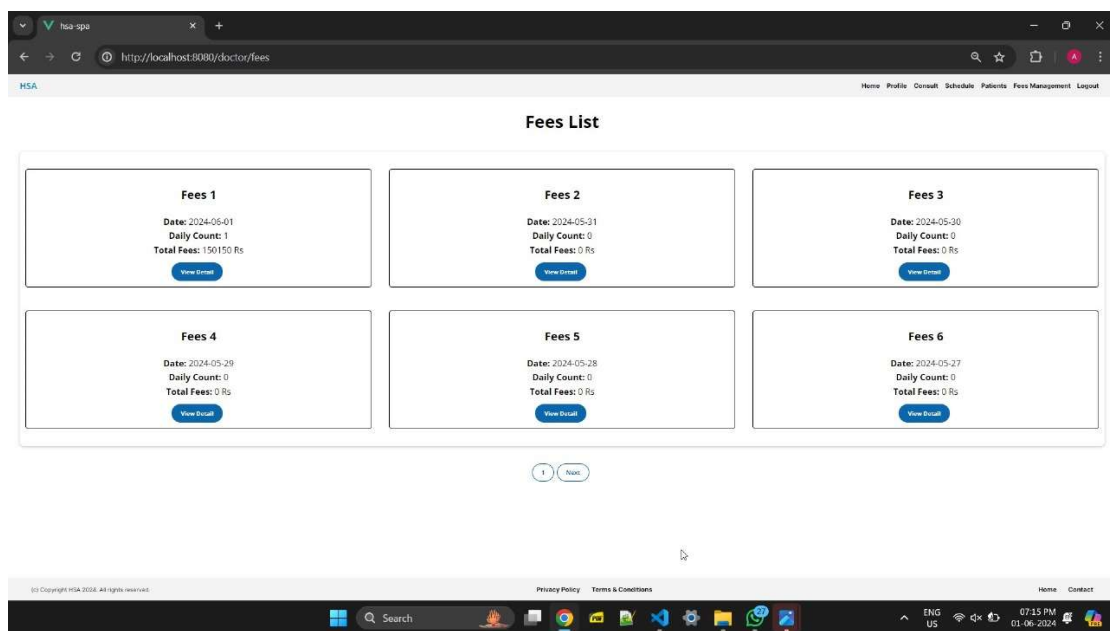 hsa-spa
http://localhost:8080/doctor/fees
A
HSA
Home Profile Consult Schedule Patients Fees Management Logout
Fees List
Fees 1
Date: 2024-06-01
Daily Count: 1
Total Fees: 150150 Rs
View Detail
Fees 2
Date: 2024-05-31
Daily Count: 0
Total Fees: 0 Rs
View Detail
Fees 3
Date: 2024-05-30
Daily Count: 0
Total Fees: 0 Rs
View Detail
Fees 4
Date: 2024-05-29
Daily Count: 0
Total Fees: 0 Rs
View Detail
Fees 5
Date: 2024-05-28
Daily Count: 0
Total Fees: 0 Rs
View Detail
Fees 6
Date: 2024-05-27
Daily Count: 0
Total Fees: 0 Rs
View Detail
1 Next
(c) Copyright HSA 2024. All rights reserved.
Privacy Policy Terms & Conditions
Home Contact
Search
27
ENG
US
07:15 PM
01-06-2024